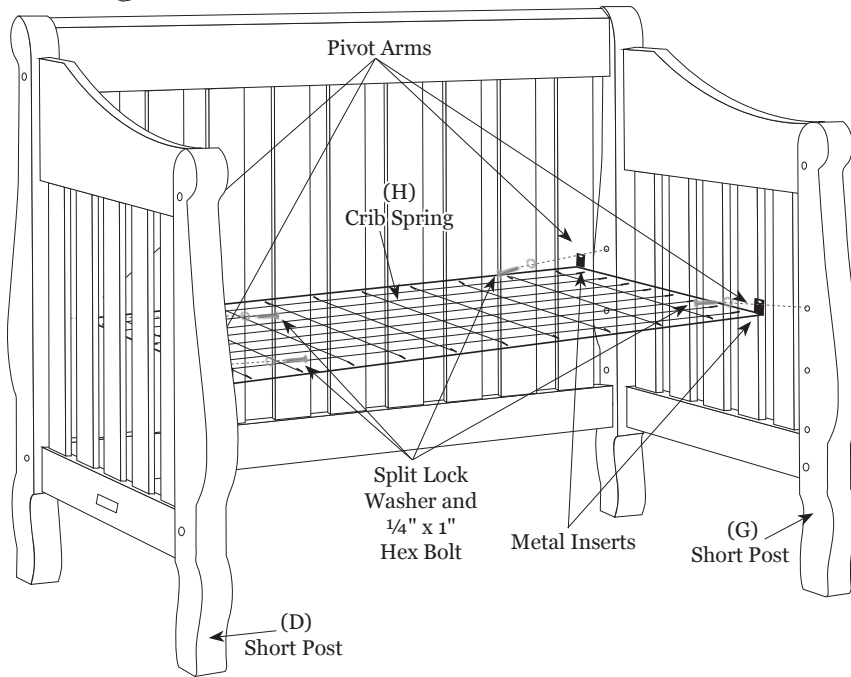 Pivot Arms
(H)
Crib Spring
Split Lock
Washer and
¼" x 1"
Hex Bolt
Metal Inserts
(G)
Short Post
(D)
Short Post